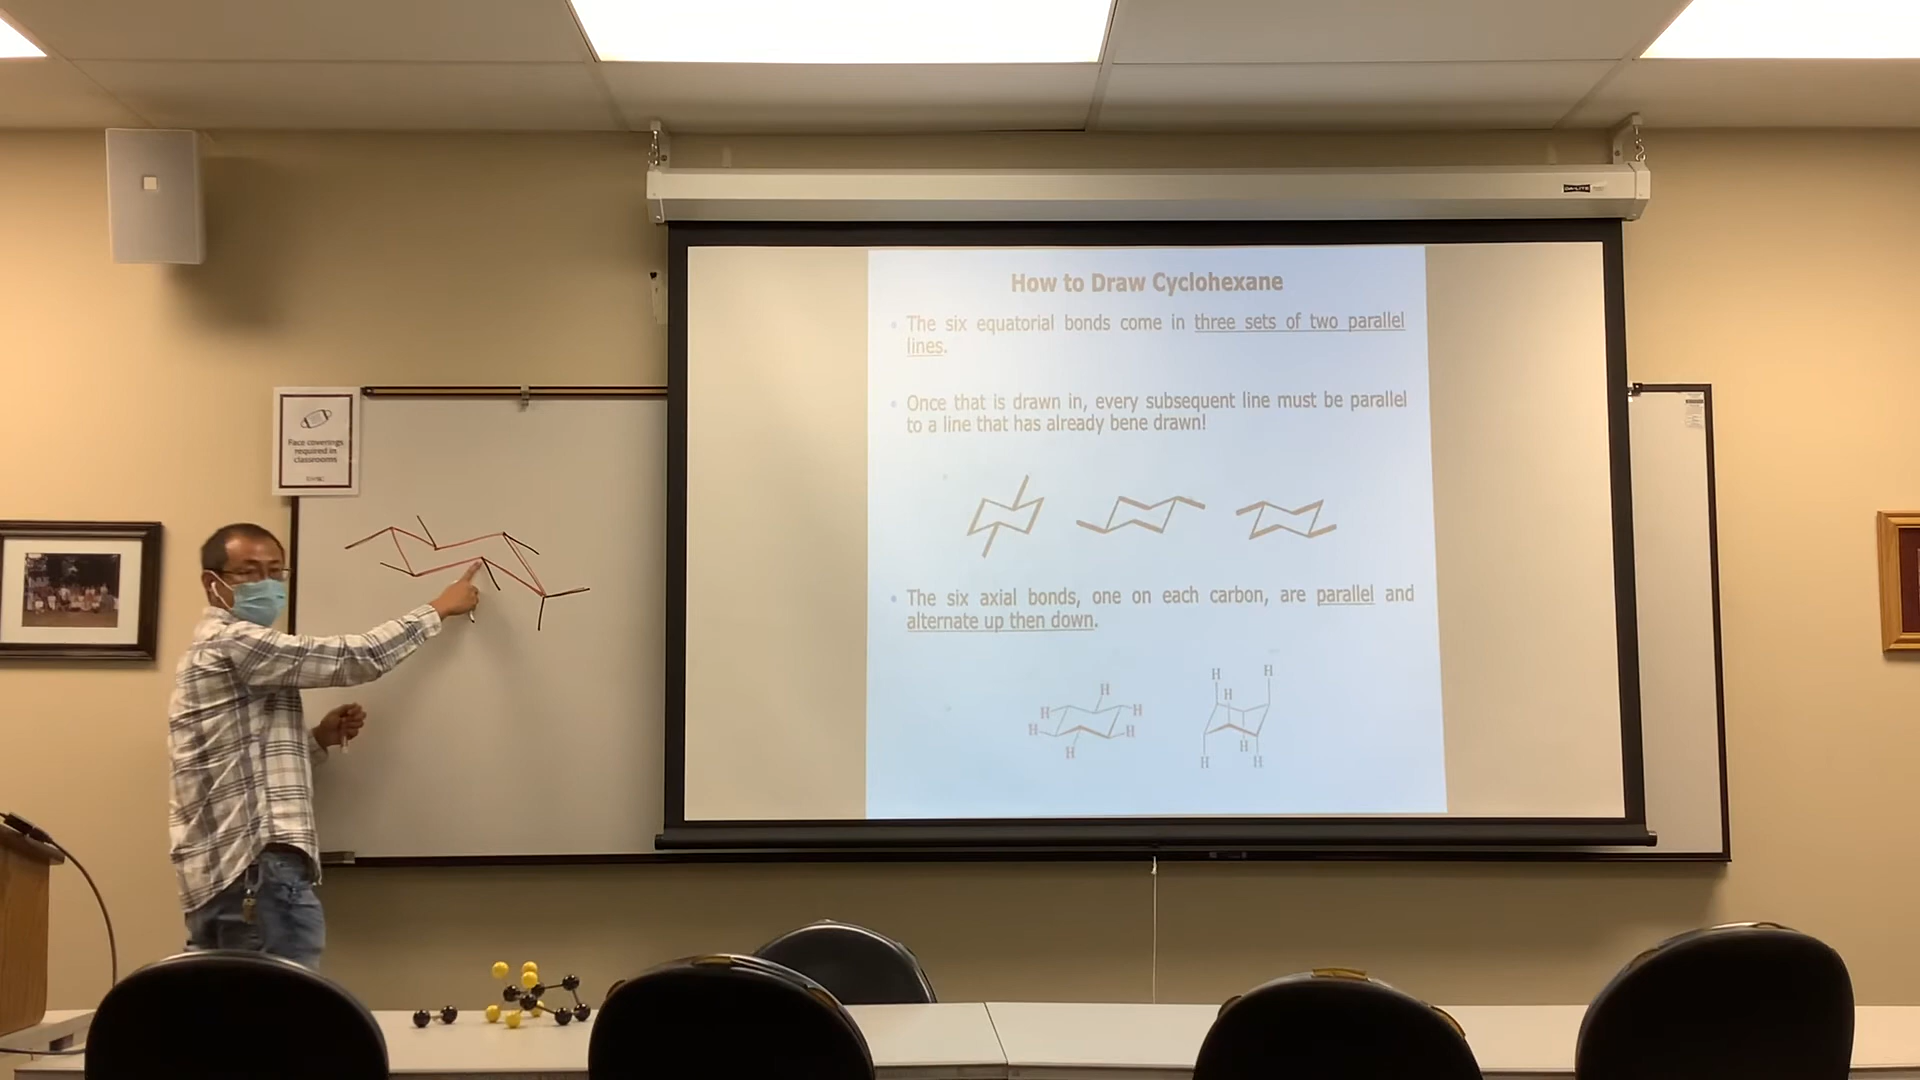 How to Draw Cyclohexane
• The six equatorial bonds come in three sets of two parallel
lines.
• Once that is drawn in, every subsequent line must be parallel
to a line that has already bene drawn!
• The six axial bonds, one on each carbon, are parallel and
alternate up then down.
H
H
H
H
H
H
H
H
H
H
H
H
Face coverings
required in
classrooms
DA-LITE